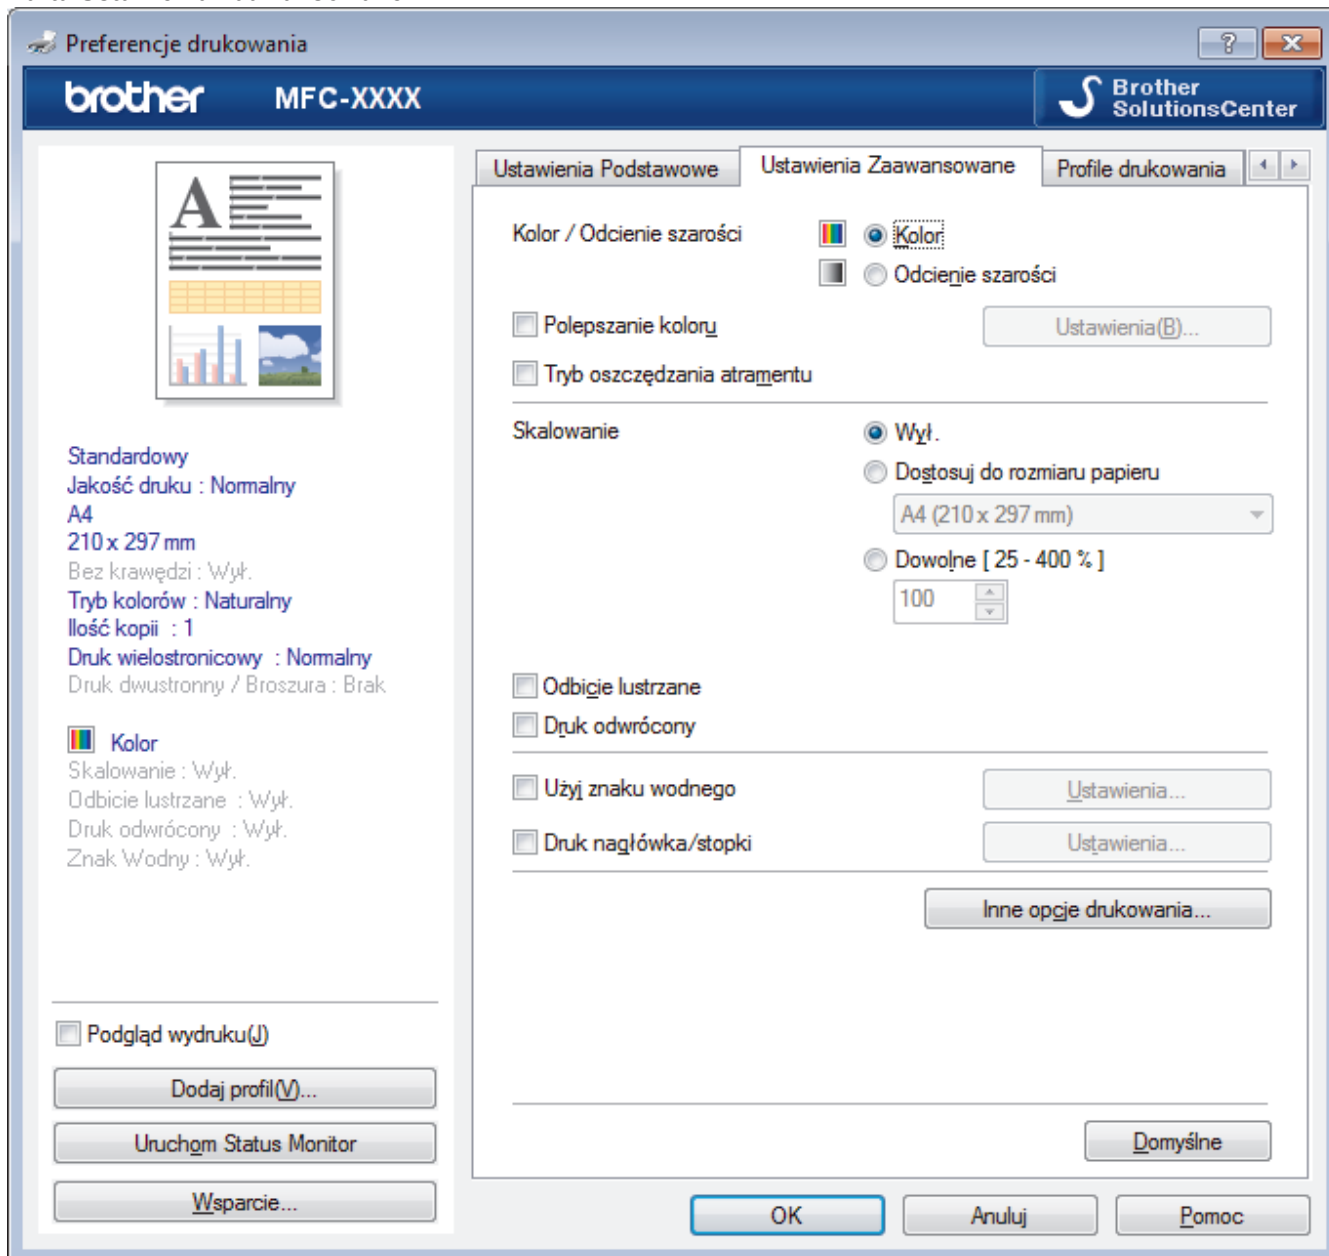 Preferencje drukowania
brother MFC-XXXX
Brother
SolutionsCenter
A
Standardowy
Jakość druku : Normalny
A4
210 x 297 mm
Bez krawędzi : Wył.
Tryb kolorów : Naturalny
Ilość kopii : 1
Druk wielostronicowy : Normalny
Druk dwustronny / Broszura : Brak
Kolor
Skalowanie : Wył.
Odbicie lustrzane : Wył.
Druk odwrócony : Wył.
Znak Wodny : Wył.
Podgląd wydruku(J)
Dodaj profil(V)...
Uruchom Status Monitor
Wsparcie...
Ustawienia Podstawowe
Ustawienia Zaawansowane
Profile drukowania
Kolor / Odcienie szarości
Kolor
Odcienie szarości
Polepszanie koloru
Ustawienia(B)...
Tryb oszczędzania atramentu
Skalowanie
Wył.
Dostosuj do rozmiaru papieru
A4 (210 x 297 mm)
Dowolne [ 25 - 400 % ]
100
Odbicie lustrzane
Druk odwrócony
Użyj znaku wodnego
Ustawienia...
Druk nagłówka/stopki
Ustawienia...
Inne opcje drukowania...
Domyślne
OK
Anuluj
Pomoc